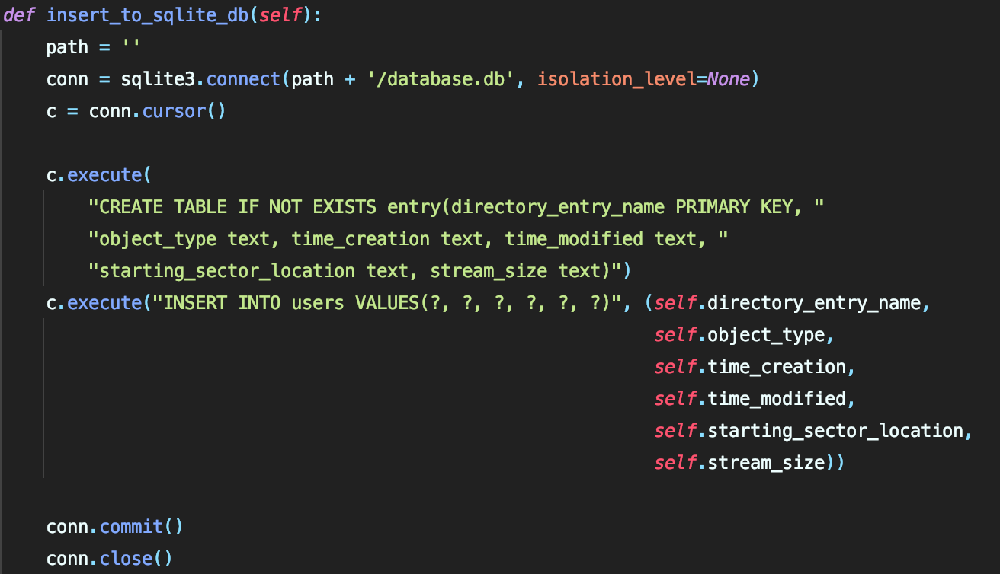 def insert_to_sqlite_db(self):
    path = ''
    conn = sqlite3.connect(path + '/database.db', isolation_level=None)
    c = conn.cursor()

    c.execute(
        "CREATE TABLE IF NOT EXISTS entry(directory_entry_name PRIMARY KEY, "
        "object_type text, time_creation text, time_modified text, "
        "starting_sector_location text, stream_size text)")
    c.execute("INSERT INTO users VALUES(?, ?, ?, ?, ?, ?)", (self.directory_entry_name,
                                                             self.object_type,
                                                             self.time_creation,
                                                             self.time_modified,
                                                             self.starting_sector_location,
                                                             self.stream_size))

    conn.commit()
    conn.close()